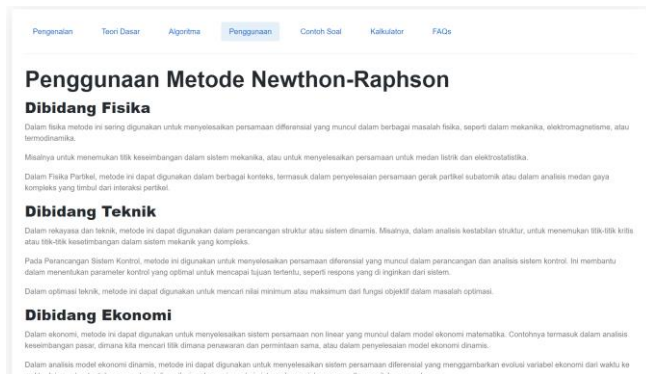 Pengenalan Teori Dasar Algoritma Penggunaan Contoh Soal Kalkulator FAQs
Penggunaan Metode Newthon-Raphson
Dibidang Fisika
Dalam fisika metode ini sering digunakan untuk menyelesaikan persamaan differensial yang muncul dalam berbagai masalah fisika, seperti dalam mekanika, elektromagnetisme, atau
termodinamika.
Misalnya untuk menemukan titik keseimbangan dalam sistem mekanika, atau untuk menyelesaikan persamaan untuk medan listrik dan elektrostatistika.
Dalam Fisika Partikel, metode ini dapat digunakan dalam berbagai konteks, termasuk dalam penyelesaian persamaan gerak partikel subatomik atau dalam analisis medan gaya
kompleks yang timbul dari interaksi pertikel.
Dibidang Teknik
Dalam rekayasa dan teknik, metode ini dapat digunakan dalam perancangan struktur atau sistem dinamis. Misalnya, dalam analisis kestabilan struktur, untuk menemukan titik-titik kritis
atau titik-titik kesetimbangan dalam sistem mekanik yang kompleks.
Pada Perancangan Sistem Kontrol, metode ini digunakan untuk menyelesaikan persamaan diferensial yang muncul dalam perancangan dan analisis sistem kontrol. Ini membantu
dalam menentukan parameter kontrol yang optimal untuk mencapai tujuan tertentu, seperti respons yang di inginkan dari sistem.
Dalam optimasi teknik, metode ini dapat digunakan untuk mencari nilai minimum atau maksimum dari fungsi objektif dalam masalah optimasi.
Dibidang Ekonomi
Dalam ekonomi, metode ini dapat digunakan untuk menyelesaikan sistem persamaan non linear yang muncul dalam model ekonomi matematika. Contohnya termasuk dalam analisis
keseimbangan pasar, dimana kita mencari titik dimana penawaran dan permintaan sama, atau dalam penyelesaian model ekonomi dinamis.
Dalam analisis model ekonomi dinamis, metode ini dapat digunakan untuk menyelesaikan sistem persamaan diferensial yang menggambarkan evolusi variabel ekonomi dari waktu ke